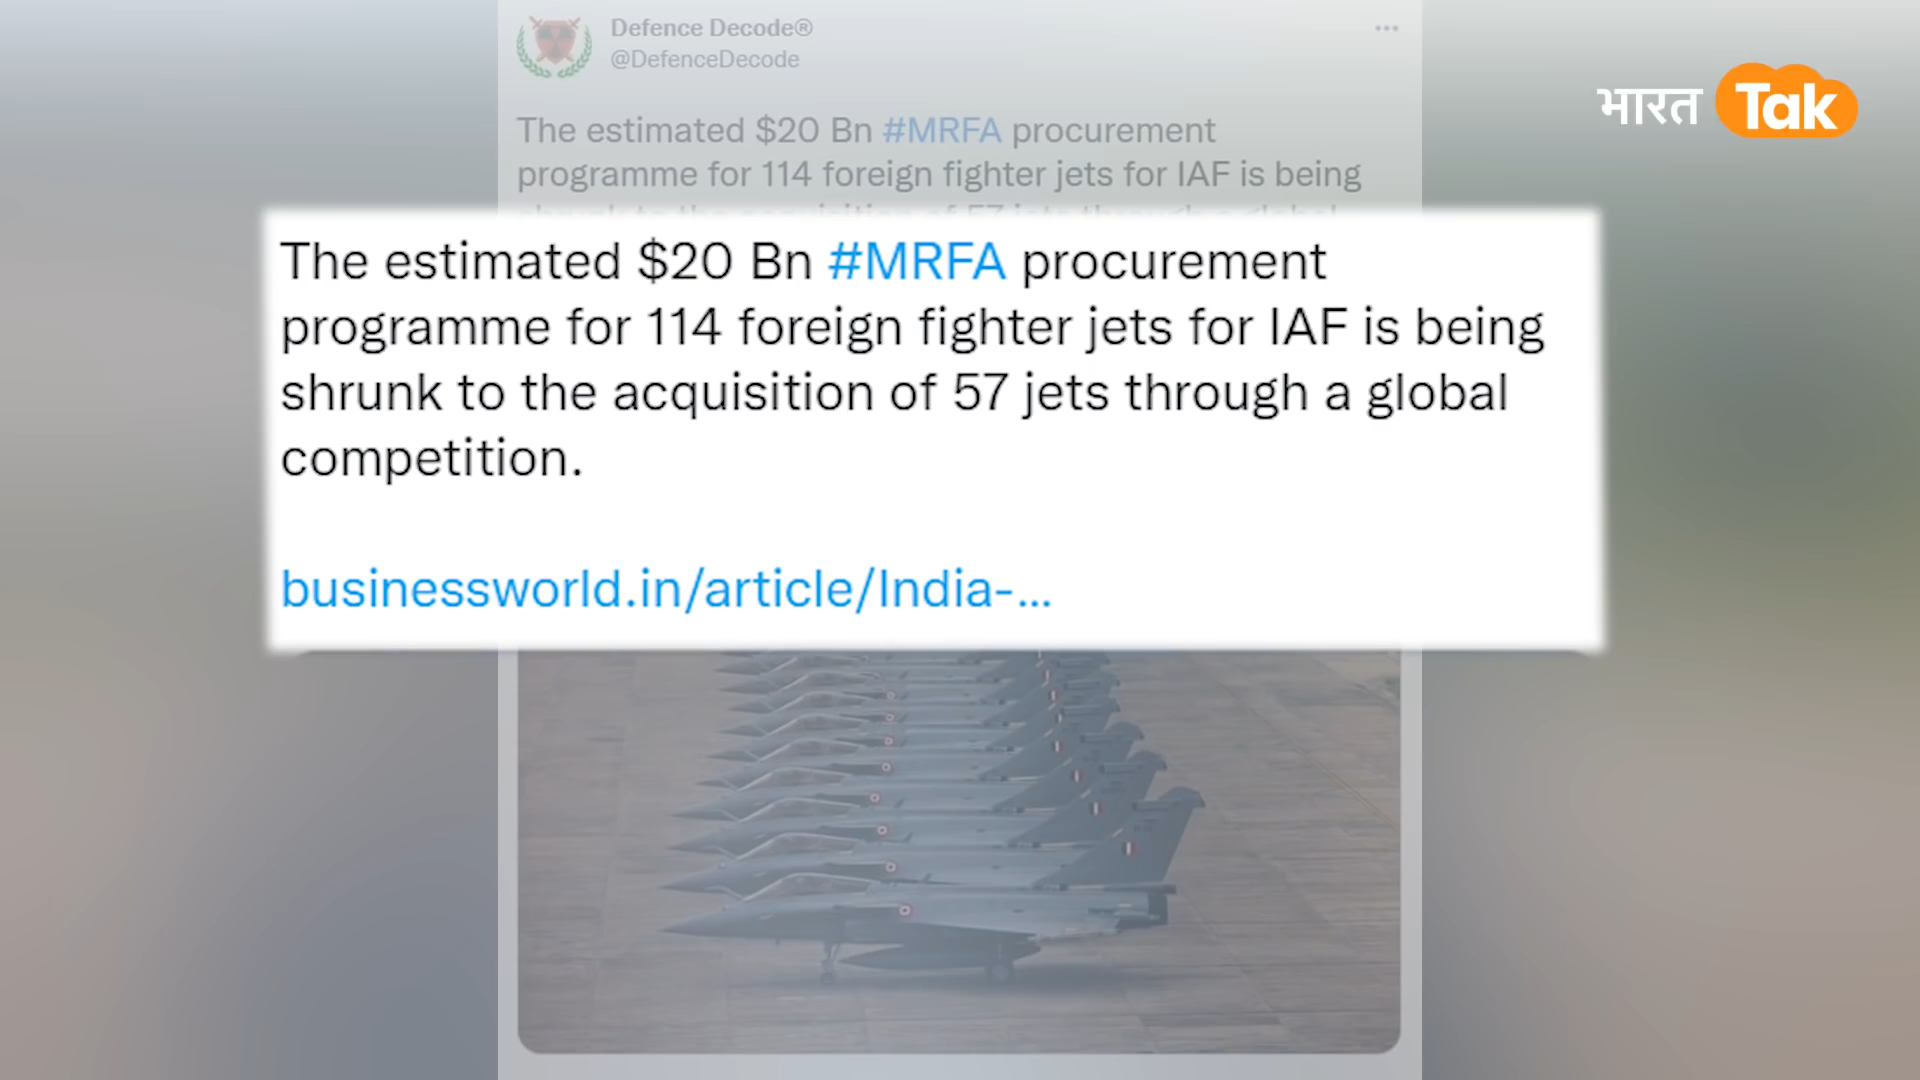 Defence Decode®
@DefenceDecode
भारत Tak
The estimated $20 Bn #MRFA procurement
programme for 114 foreign fighter jets for IAF is being
The estimated $20 Bn #MRFA procurement
programme for 114 foreign fighter jets for IAF is being
shrunk to the acquisition of 57 jets through a global
competition.
businessworld.in/article/India-...